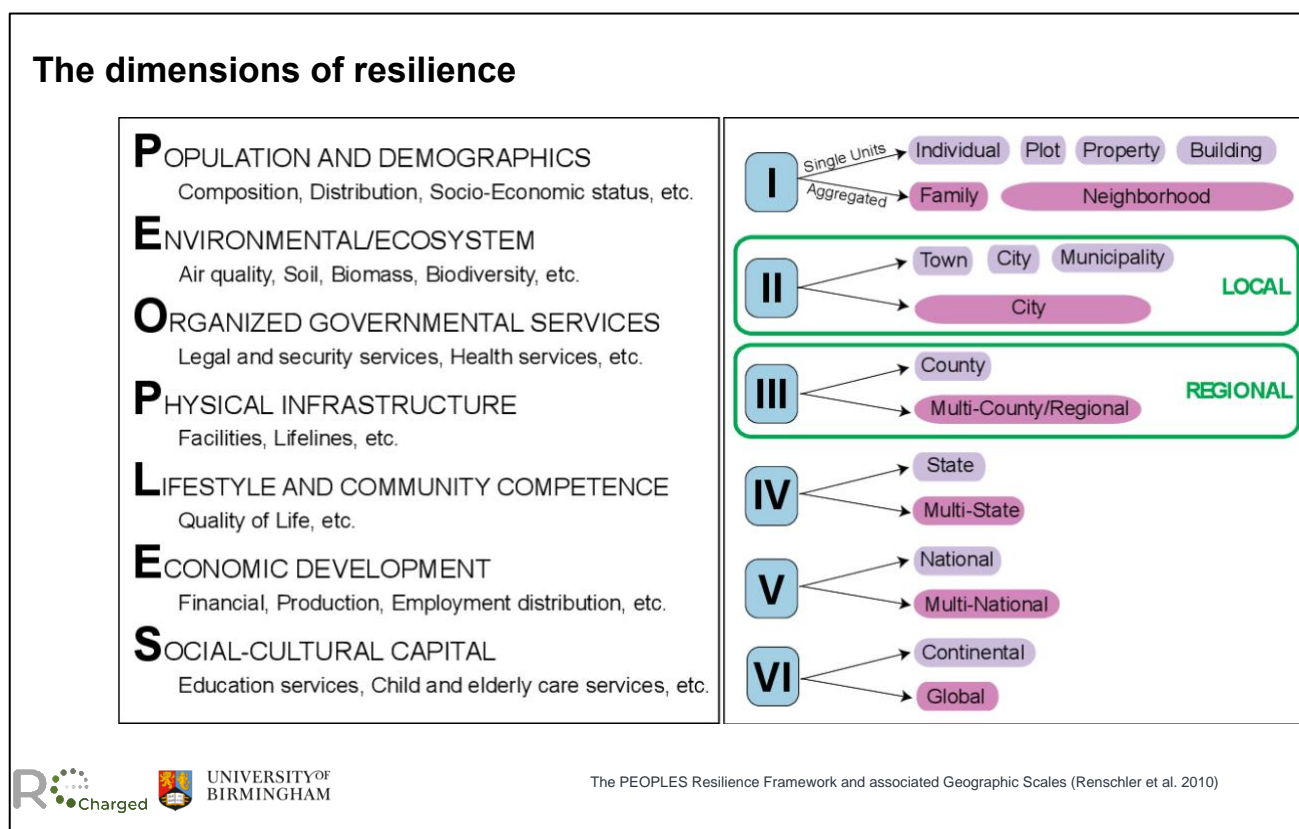 The dimensions of resilience
POPULATION AND DEMOGRAPHICS
Composition, Distribution, Socio-Economic status, etc.
ENVIRONMENTAL/ECOSYSTEM
Air quality, Soil, Biomass, Biodiversity, etc.
ORGANIZED GOVERNMENTAL SERVICES
Legal and security services, Health services, etc.
PHYSICAL INFRASTRUCTURE
Facilities, Lifelines, etc.
LIFESTYLE AND COMMUNITY COMPETENCE
Quality of Life, etc.
ECONOMIC DEVELOPMENT
Financial, Production, Employment distribution, etc.
SOCIAL-CULTURAL CAPITAL
Education services, Child and elderly care services, etc.
I
Single Units
Individual Plot Property Building
Aggregated
Family Neighborhood
II
Town City Municipality
City
LOCAL
III
County
Multi-County/Regional
REGIONAL
IV
State
Multi-State
V
National
Multi-National
VI
Continental
Global
R Charged
UNIVERSITY OF
BIRMINGHAM
The PEOPLES Resilience Framework and associated Geographic Scales (Renschler et al. 2010)